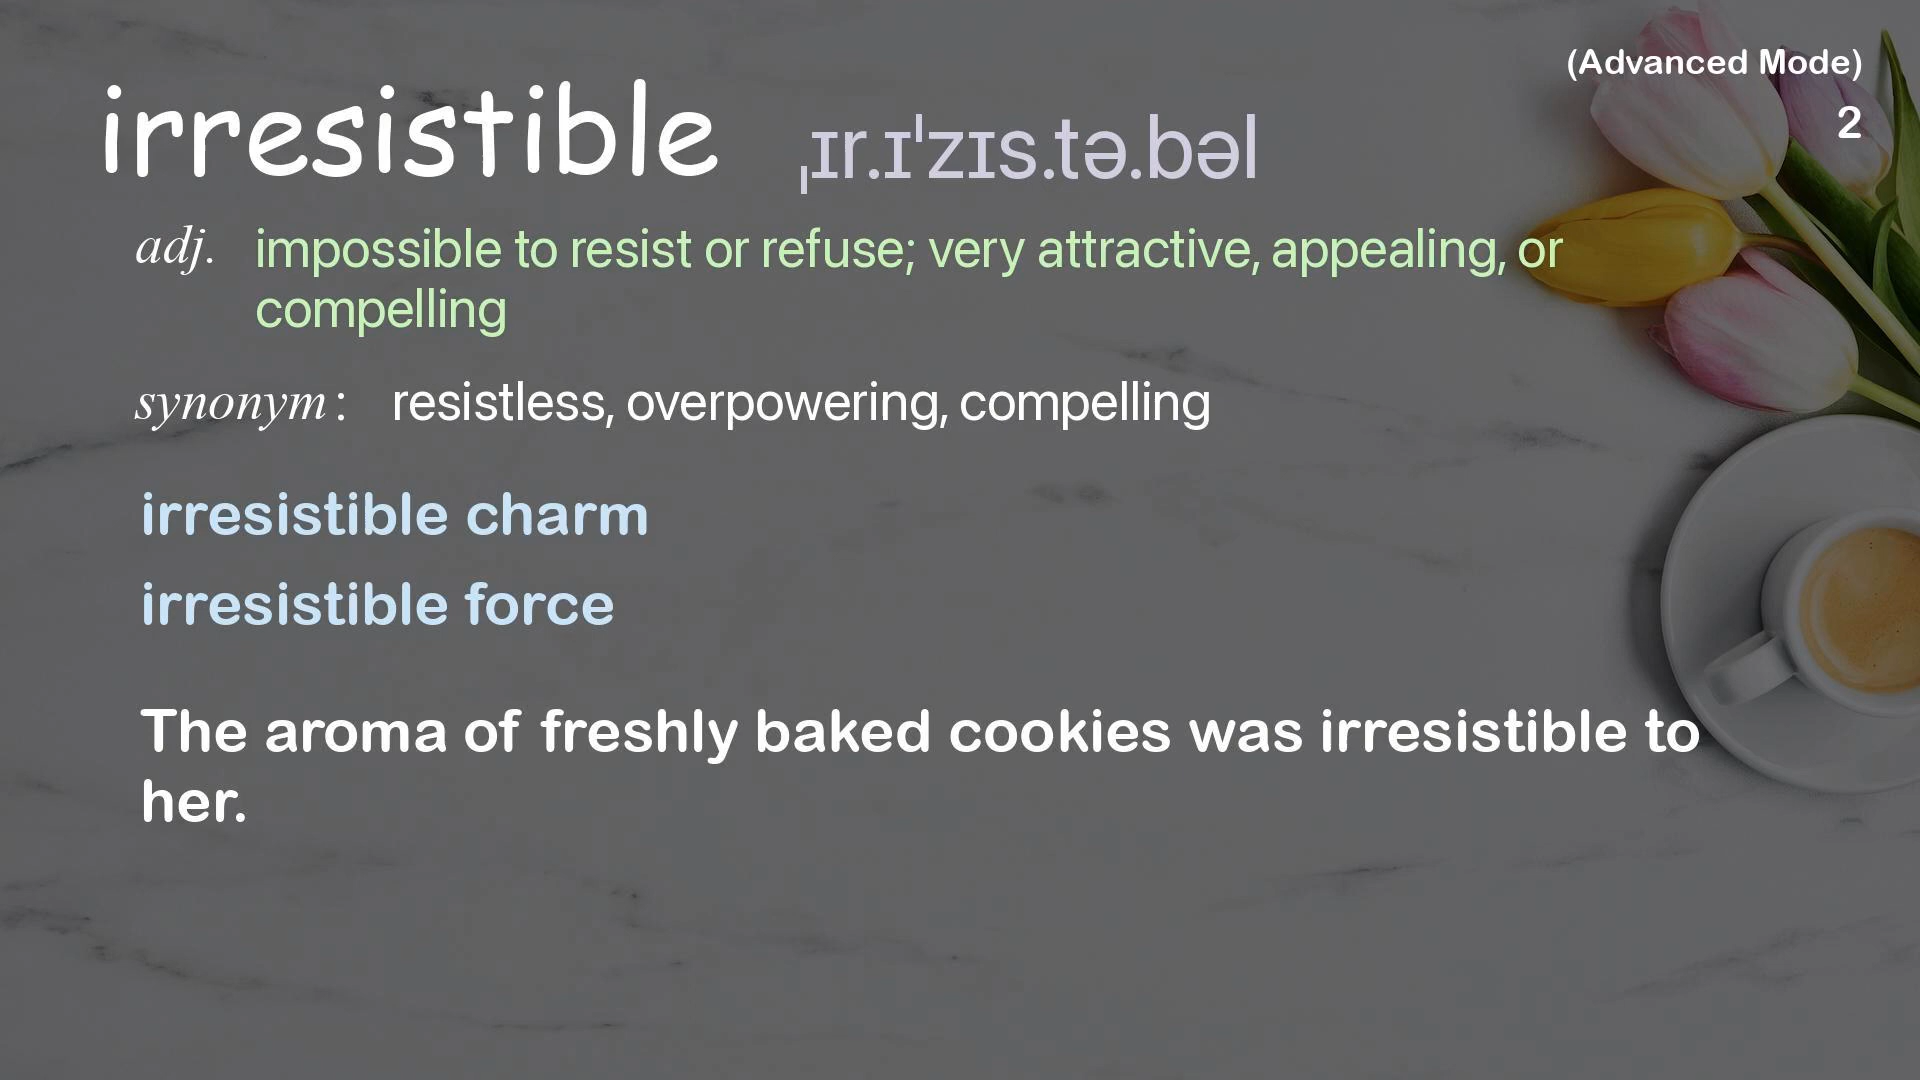 (Advanced Mode)
2
irresistible ˌɪr.ɪˈzɪs.tə.bəl
adj. impossible to resist or refuse; very attractive, appealing, or
compelling
synonym: resistless, overpowering, compelling
irresistible charm
irresistible force
The aroma of freshly baked cookies was irresistible to
her.